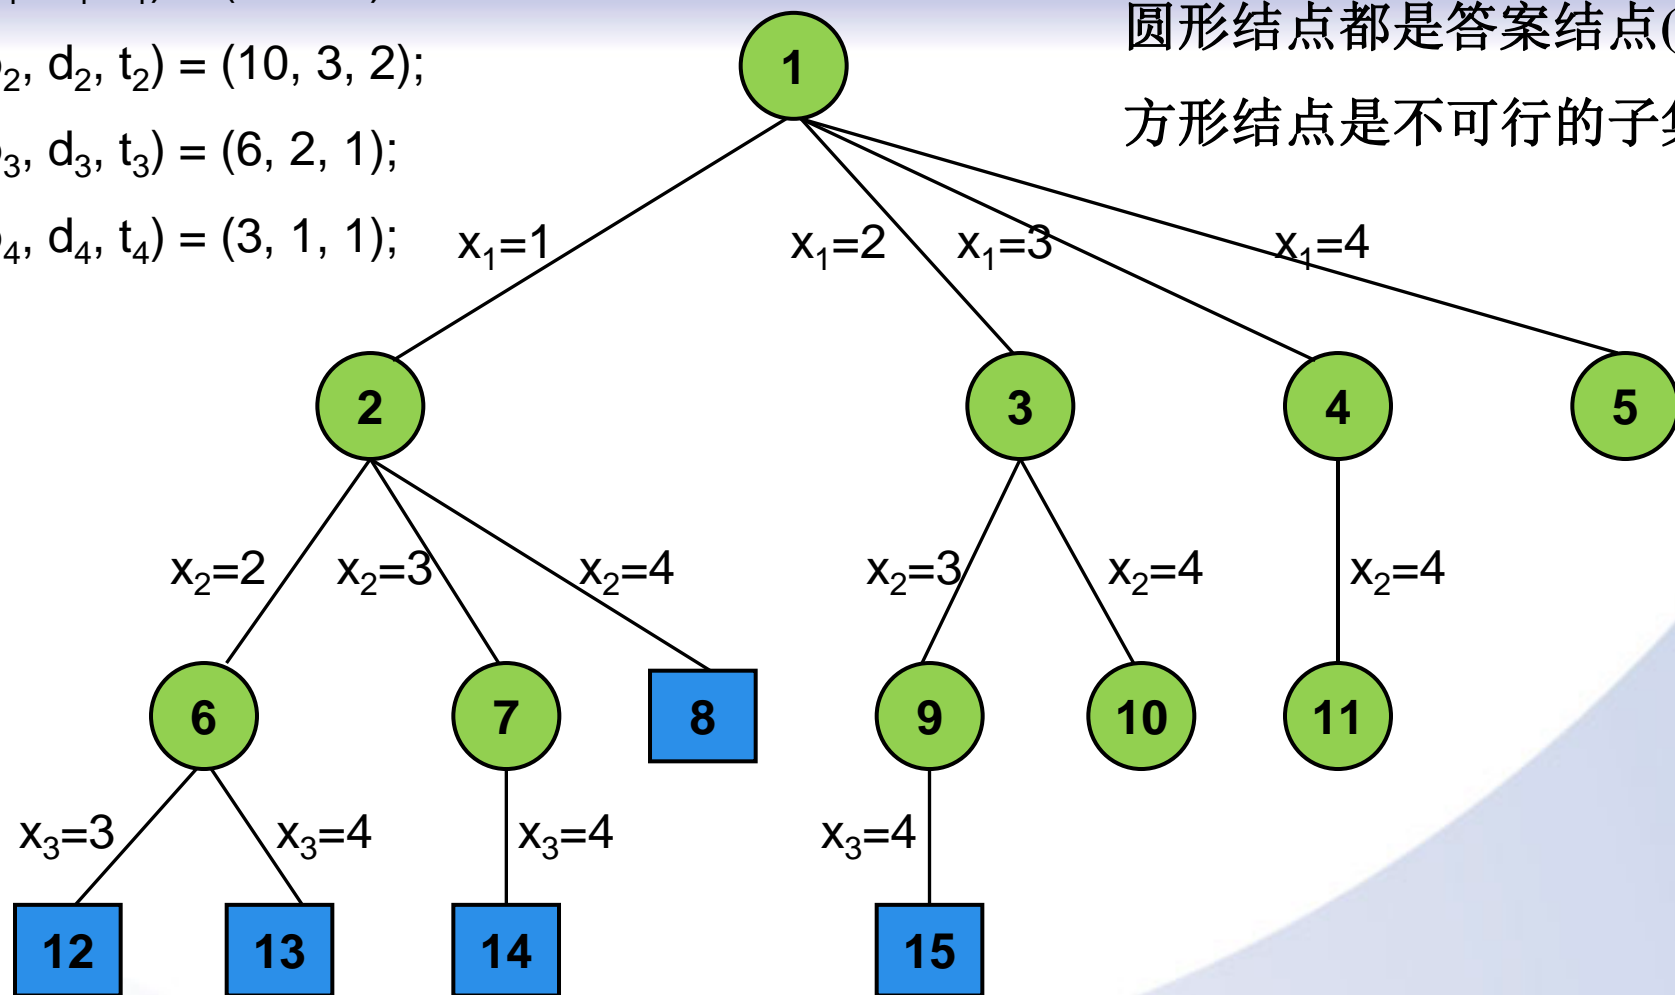 ₂, d₂, t₂) = (10, 3, 2);
₃, d₃, t₃) = (6, 2, 1);
₄, d₄, t₄) = (3, 1, 1);
圆形结点都是答案结点(
方形结点是不可行的子集
1
x₁=1
x₁=2
x₁=3
x₁=4
2
3
4
5
x₂=2
x₂=3
x₂=4
x₂=3
x₂=4
x₂=4
6
7
8
9
10
11
x₃=3
x₃=4
x₃=4
x₃=4
12
13
14
15